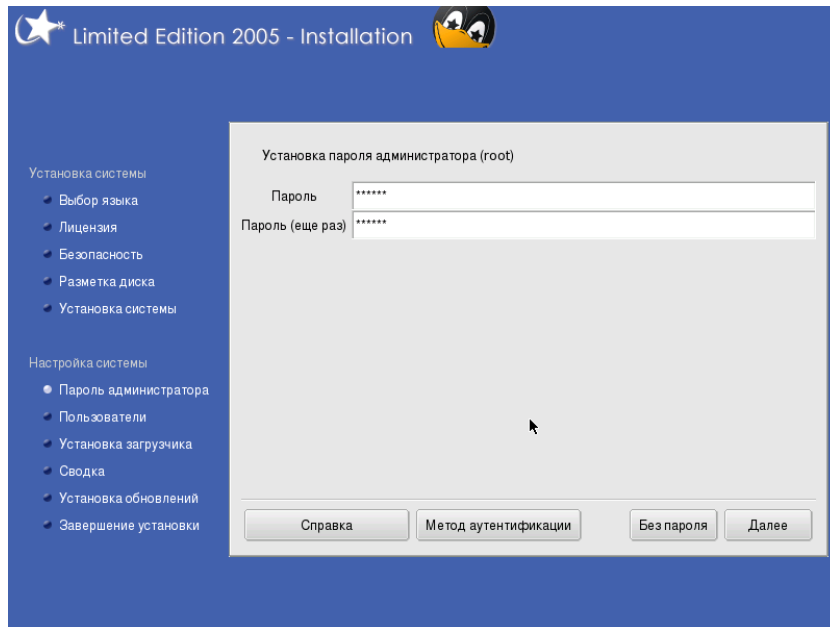 Limited Edition 2005 - Installation
Установка системы
Выбор языка
Лицензия
Безопасность
Разметка диска
Установка системы
Настройка системы
Пароль администратора
Пользователи
Установка загрузчика
Сводка
Установка обновлений
Завершение установки
Установка пароля администратора (root)
Пароль ******
Пароль (еще раз) ******
Справка Метод аутентификации Без пароля Далее